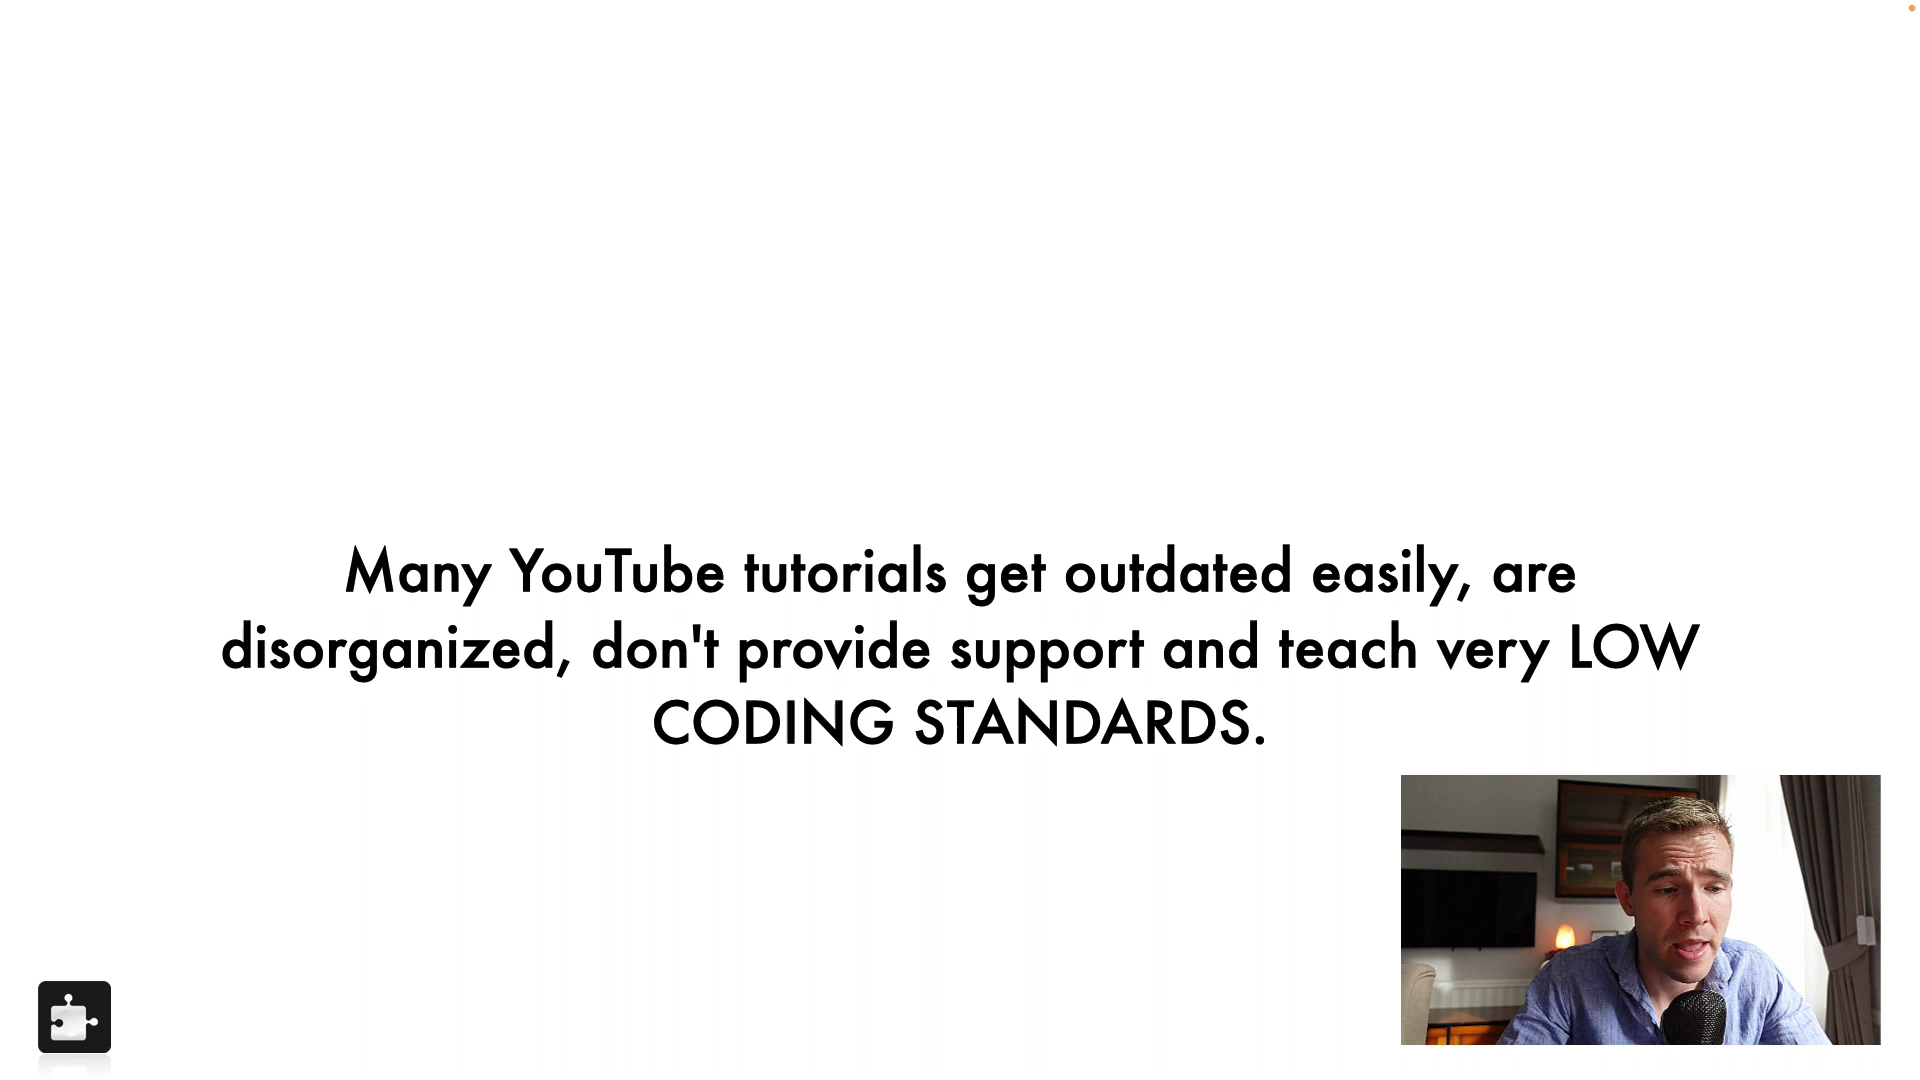 Many YouTube tutorials get outdated easily, are
disorganized, don't provide support and teach very LOW
CODING STANDARDS.